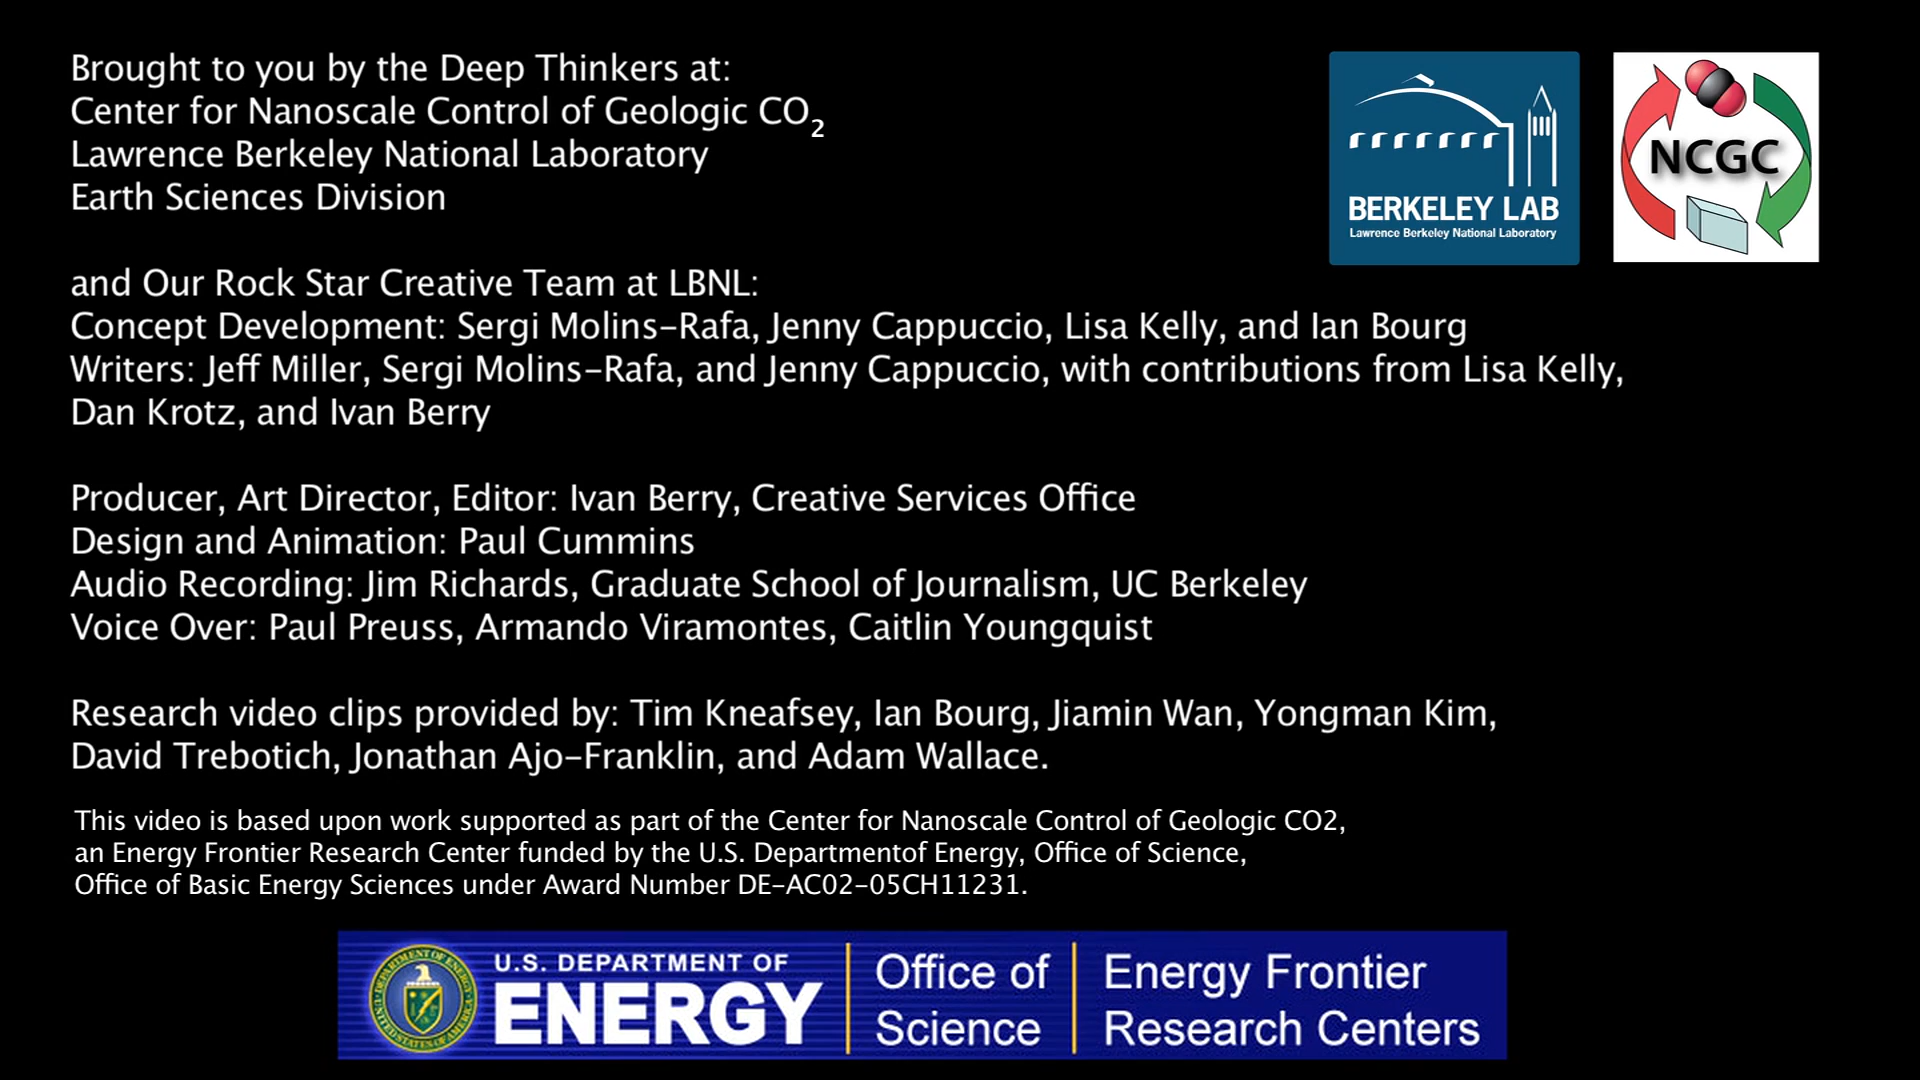 Brought to you by the Deep Thinkers at:
Center for Nanoscale Control of Geologic CO₂
Lawrence Berkeley National Laboratory
Earth Sciences Division
BERKELEY LAB
Lawrence Berkeley National Laboratory
NCGC
and Our Rock Star Creative Team at LBNL:
Concept Development: Sergi Molins-Rafa, Jenny Cappuccio, Lisa Kelly, and Ian Bourg
Writers: Jeff Miller, Sergi Molins-Rafa, and Jenny Cappuccio, with contributions from Lisa Kelly,
Dan Krotz, and Ivan Berry
Producer, Art Director, Editor: Ivan Berry, Creative Services Office
Design and Animation: Paul Cummins
Audio Recording: Jim Richards, Graduate School of Journalism, UC Berkeley
Voice Over: Paul Preuss, Armando Viramontes, Caitlin Youngquist
Research video clips provided by: Tim Kneafsey, Ian Bourg, Jiamin Wan, Yongman Kim,
David Trebotich, Jonathan Ajo-Franklin, and Adam Wallace.
This video is based upon work supported as part of the Center for Nanoscale Control of Geologic CO2,
an Energy Frontier Research Center funded by the U.S. Departmentof Energy, Office of Science,
Office of Basic Energy Sciences under Award Number DE-AC02-05CH11231.
DEPARTMENT OF ENERGY
UNITED STATES OF AMERICA
U.S. DEPARTMENT OF
ENERGY
Office of
Science
Energy Frontier
Research Centers